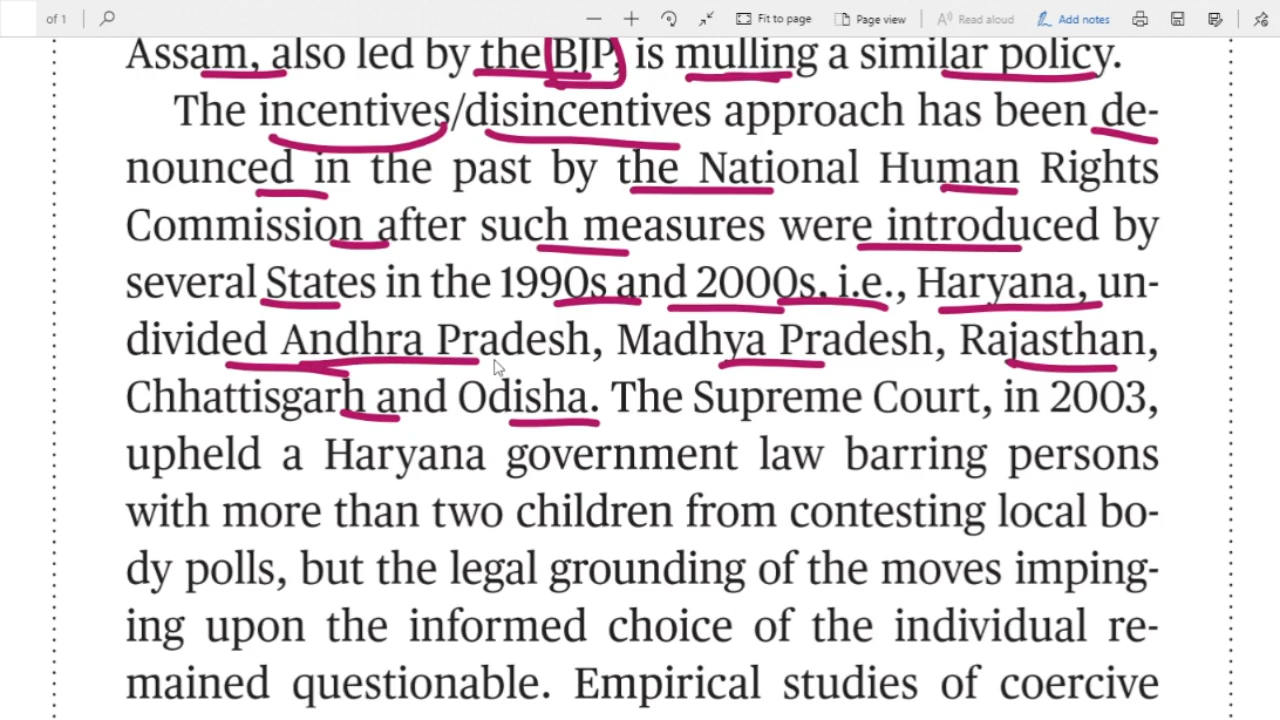 of 1 Fit to page Page view Read aloud Add notes
Assam, also led by the BJP, is mulling a similar policy.
The incentives/disincentives approach has been de-
nounced in the past by the National Human Rights
Commission after such measures were introduced by
several States in the 1990s and 2000s, i.e., Haryana, un-
divided Andhra Pradesh, Madhya Pradesh, Rajasthan,
Chhattisgarh and Odisha. The Supreme Court, in 2003,
upheld a Haryana government law barring persons
with more than two children from contesting local bo-
dy polls, but the legal grounding of the moves imping-
ing upon the informed choice of the individual re-
mained questionable. Empirical studies of coercive